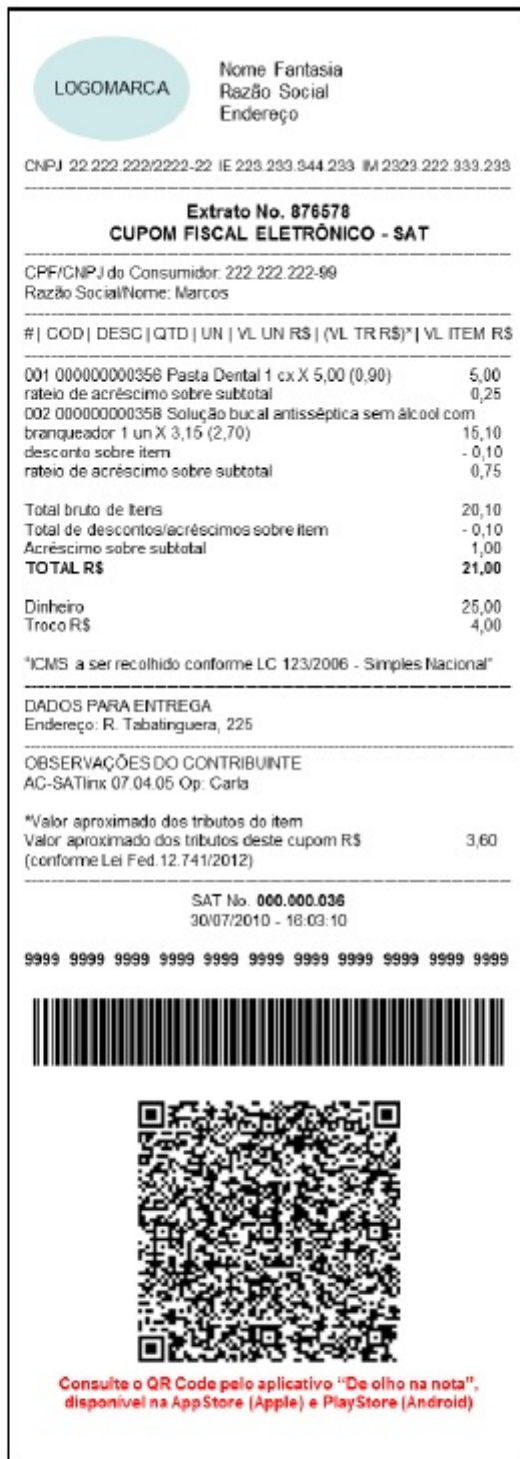 LOGOMARCA
Nome Fantasia
Razão Social
Endereço
CNPJ 22.222.222/2222-22 IE 223.233.344.233 IM 2323.222.333.233
Extrato No. 876578
CUPOM FISCAL ELETRÔNICO - SAT
CPF/CNPJ do Consumidor: 222.222.222-99
Razão Social/Nome: Marcos
# | COD | DESC | QTD | UN | VL UN R$ | (VL TR R$)* | VL ITEM R$
001 000000000356 Pasta Dental 1 cx X 5,00 (0,90) 5,00
rateio de acréscimo sobre subtotal 0,25
002 000000000358 Solução bucal antisséptica sem álcool com
branqueador 1 un X 3,15 (2,70) 15,10
desconto sobre item - 0,10
rateio de acréscimo sobre subtotal 0,75
Total bruto de Itens 20,10
Total de descontos/acréscimos sobre item - 0,10
Acréscimo sobre subtotal 1,00
TOTAL R$ 21,00
Dinheiro 25,00
Troco R$ 4,00
"ICMS a ser recolhido conforme LC 123/2006 - Simples Nacional"
DADOS PARA ENTREGA
Endereço: R. Tabatinguera, 225
OBSERVAÇÕES DO CONTRIBUINTE
AC-SATlinx 07.04.05 Op: Carla
*Valor aproximado dos tributos do item
Valor aproximado dos tributos deste cupom R$ 3,60
(conforme Lei Fed.12.741/2012)
SAT No. 000.000.036
30/07/2010 - 16:03:10
9999 9999 9999 9999 9999 9999 9999 9999 9999 9999 9999
Consulte o QR Code pelo aplicativo "De olho na nota",
disponível na AppStore (Apple) e PlayStore (Android)